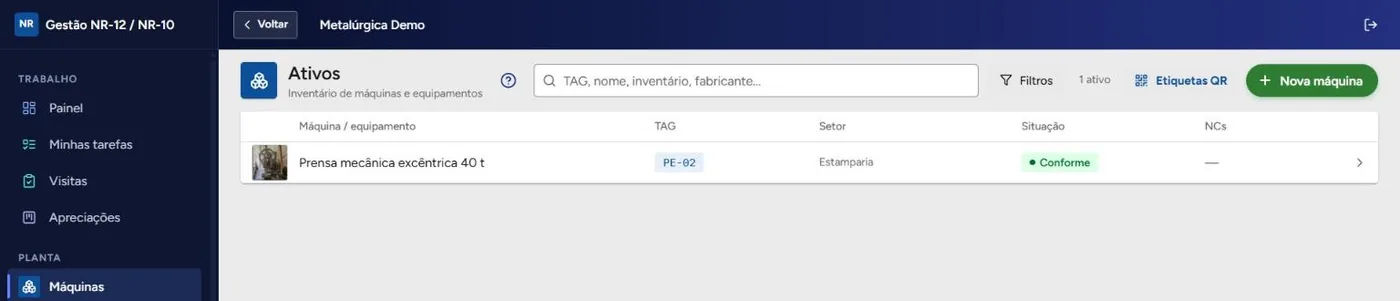 NR Gestão NR-12 / NR-10
Voltar
Metalúrgica Demo
TRABALHO
Painel
Minhas tarefas
Visitas
Apreciações
PLANTA
Máquinas
Ativos
Inventário de máquinas e equipamentos
TAG, nome, inventário, fabricante...
Filtros
1 ativo
Etiquetas QR
+ Nova máquina
Máquina / equipamento TAG Setor Situação NCs
Prensa mecânica excêntrica 40 t PE-02 Estamparia Conforme —